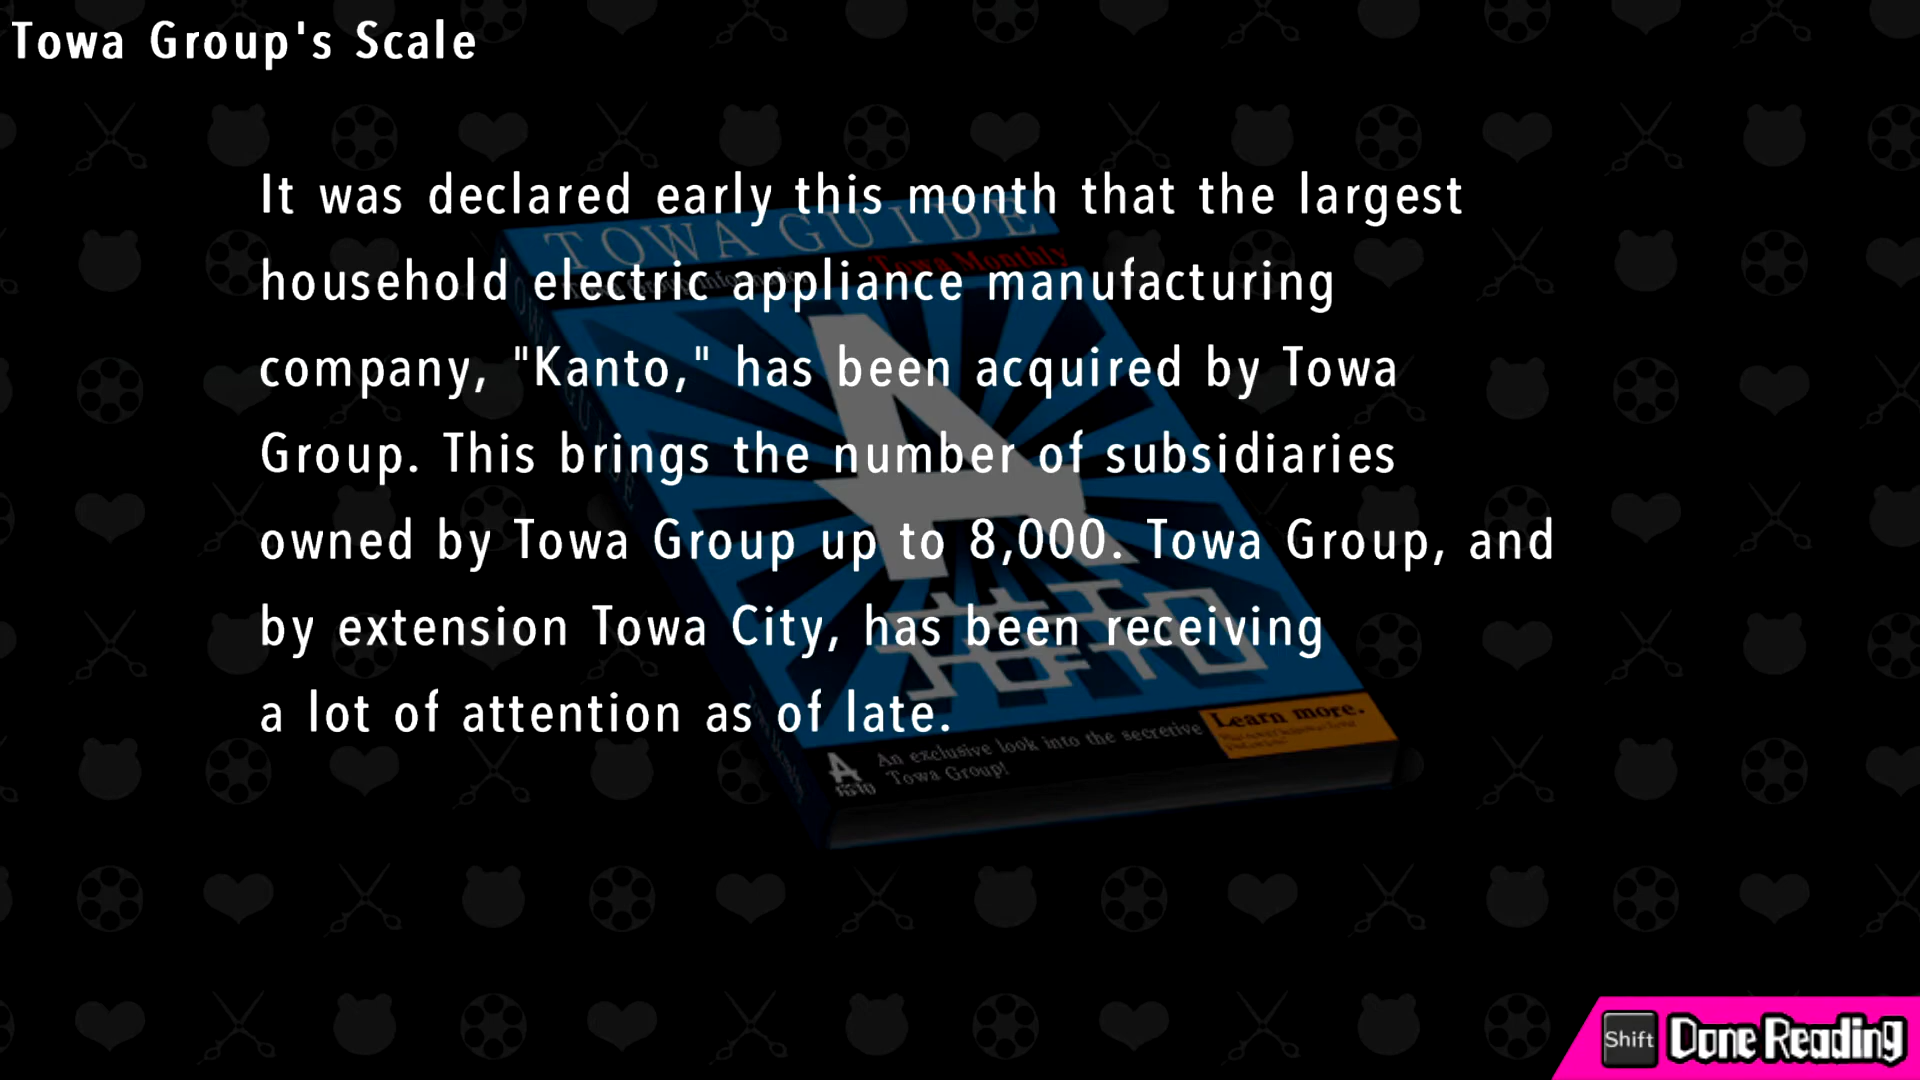 Towa Group's Scale
It was declared early this month that the largest
household electric appliance manufacturing
company, "Kanto," has been acquired by Towa
Group. This brings the number of subsidiaries
owned by Towa Group up to 8,000. Towa Group, and
by extension Towa City, has been receiving
a lot of attention as of late.
TOWA GUIDE
Towa Monthly
Learn more.
An exclusive look into the secretive
Towa Group!
Shift Done Reading